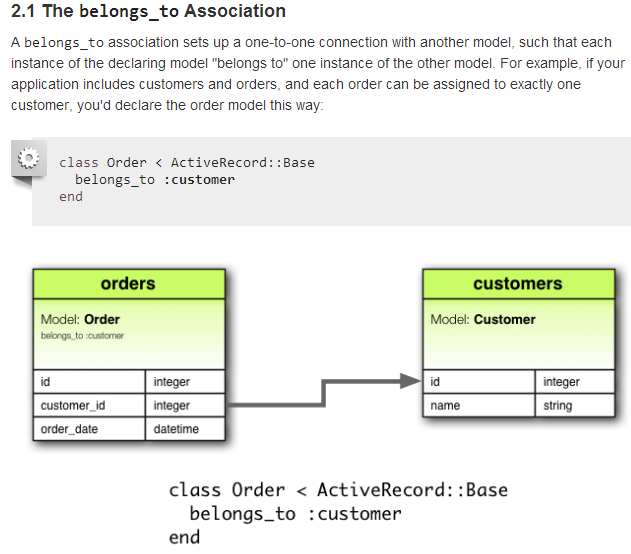 2.1 The belongs_to Association
A belongs_to association sets up a one-to-one connection with another model, such that each
instance of the declaring model "belongs to" one instance of the other model. For example, if your
application includes customers and orders, and each order can be assigned to exactly one
customer, you'd declare the order model this way:
class Order < ActiveRecord::Base
  belongs_to :customer
end
orders
Model: Order
belongs_to :customer
id integer
customer_id integer
order_date datetime
customers
Model: Customer
id integer
name string
class Order < ActiveRecord::Base
  belongs_to :customer
end